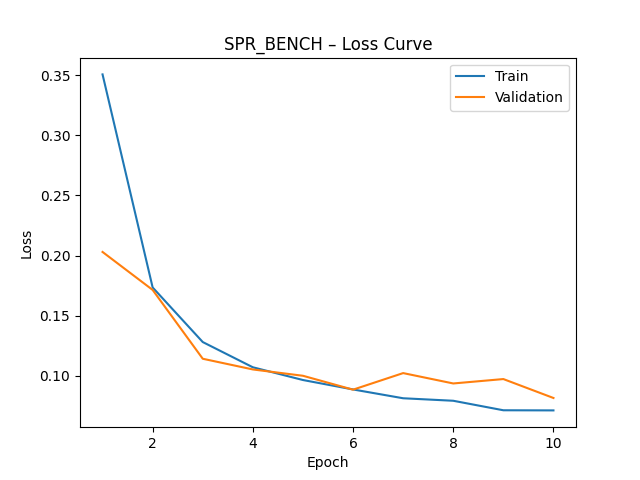 SPR_BENCH – Loss Curve
Train
Validation
0.35
0.30
0.25
0.20
0.15
0.10
Loss
2 4 6 8 10
Epoch